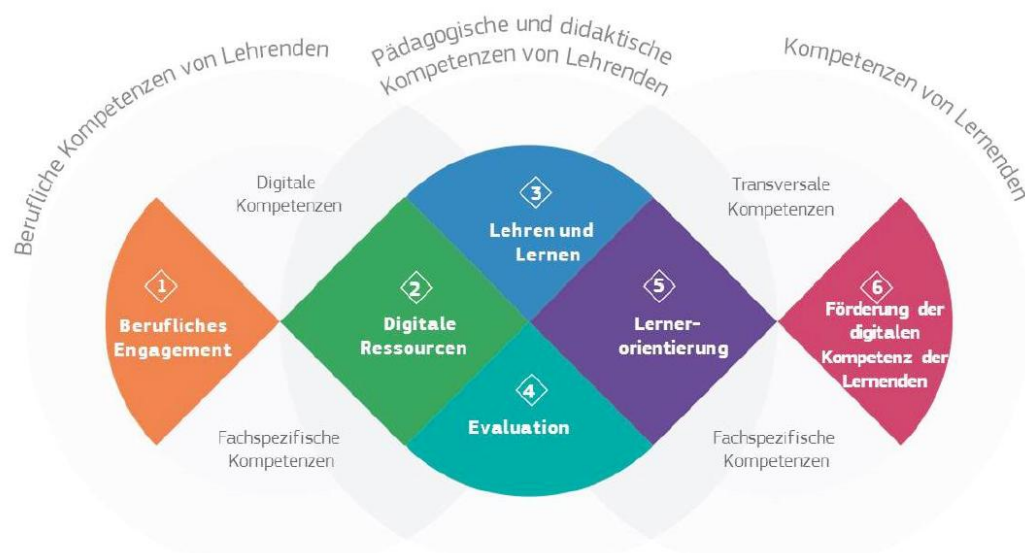 Berufliche Kompetenzen von Lehrenden
Pädagogische und didaktische
Kompetenzen von Lehrenden
Kompetenzen von Lernenden
Digitale
Kompetenzen
Transversale
Kompetenzen
1
Berufliches
Engagement
2
Digitale
Ressourcen
3
Lehren und
Lernen
4
Evaluation
5
Lerner-
orientierung
6
Förderung der
digitalen
Kompetenz der
Lernenden
Fachspezifische
Kompetenzen
Fachspezifische
Kompetenzen